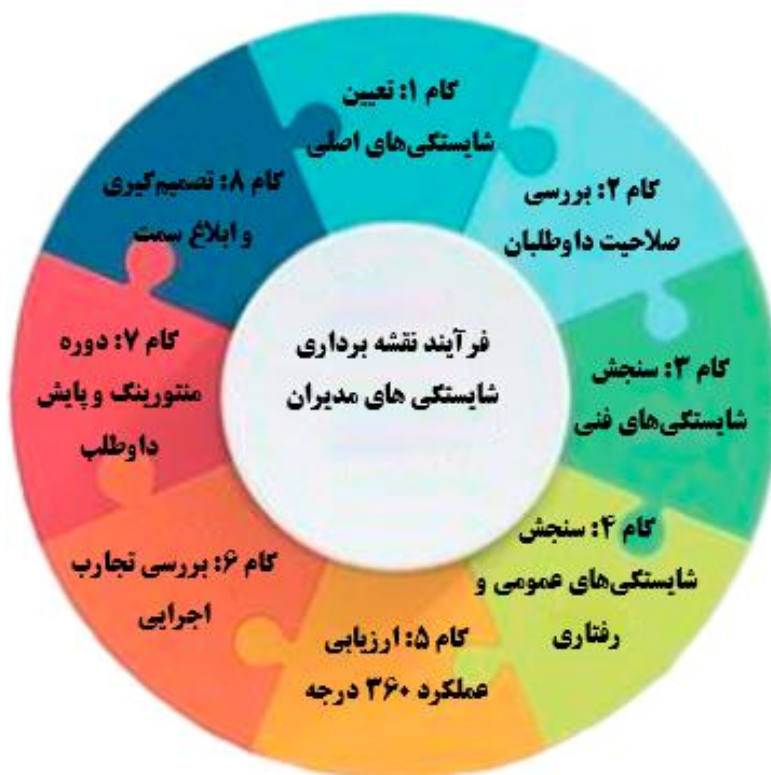 فرآیند نقشه برداری
شایستگی های مدیران
گام ۱: تعیین
شایستگی‌های اصلی
گام ۲: بررسی
صلاحیت داوطلبان
گام ۳: سنجش
شایستگی‌های فنی
گام ۴: سنجش
شایستگی‌های عمومی و
رفتاری
گام ۵: ارزیابی
عملکرد ۳۶۰ درجه
گام ۶: بررسی تجارب
اجرایی
گام ۷: دوره
منتورینگ و پایش
داوطلب
گام ۸: تصمیم‌گیری
و ابلاغ سمت